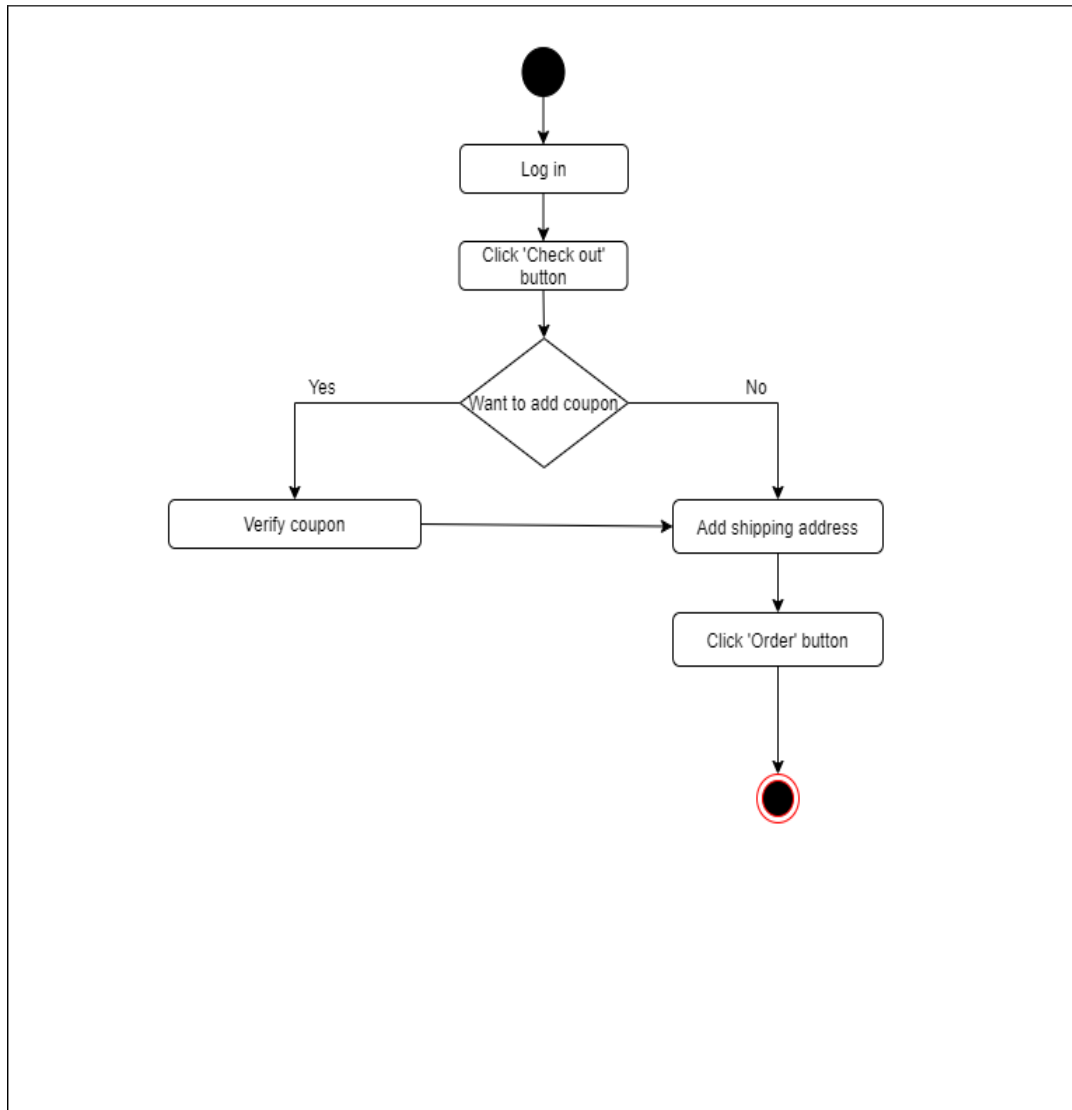 Log in
Click 'Check out'
button
Yes
Want to add coupon
No
Verify coupon
Add shipping address
Click 'Order' button